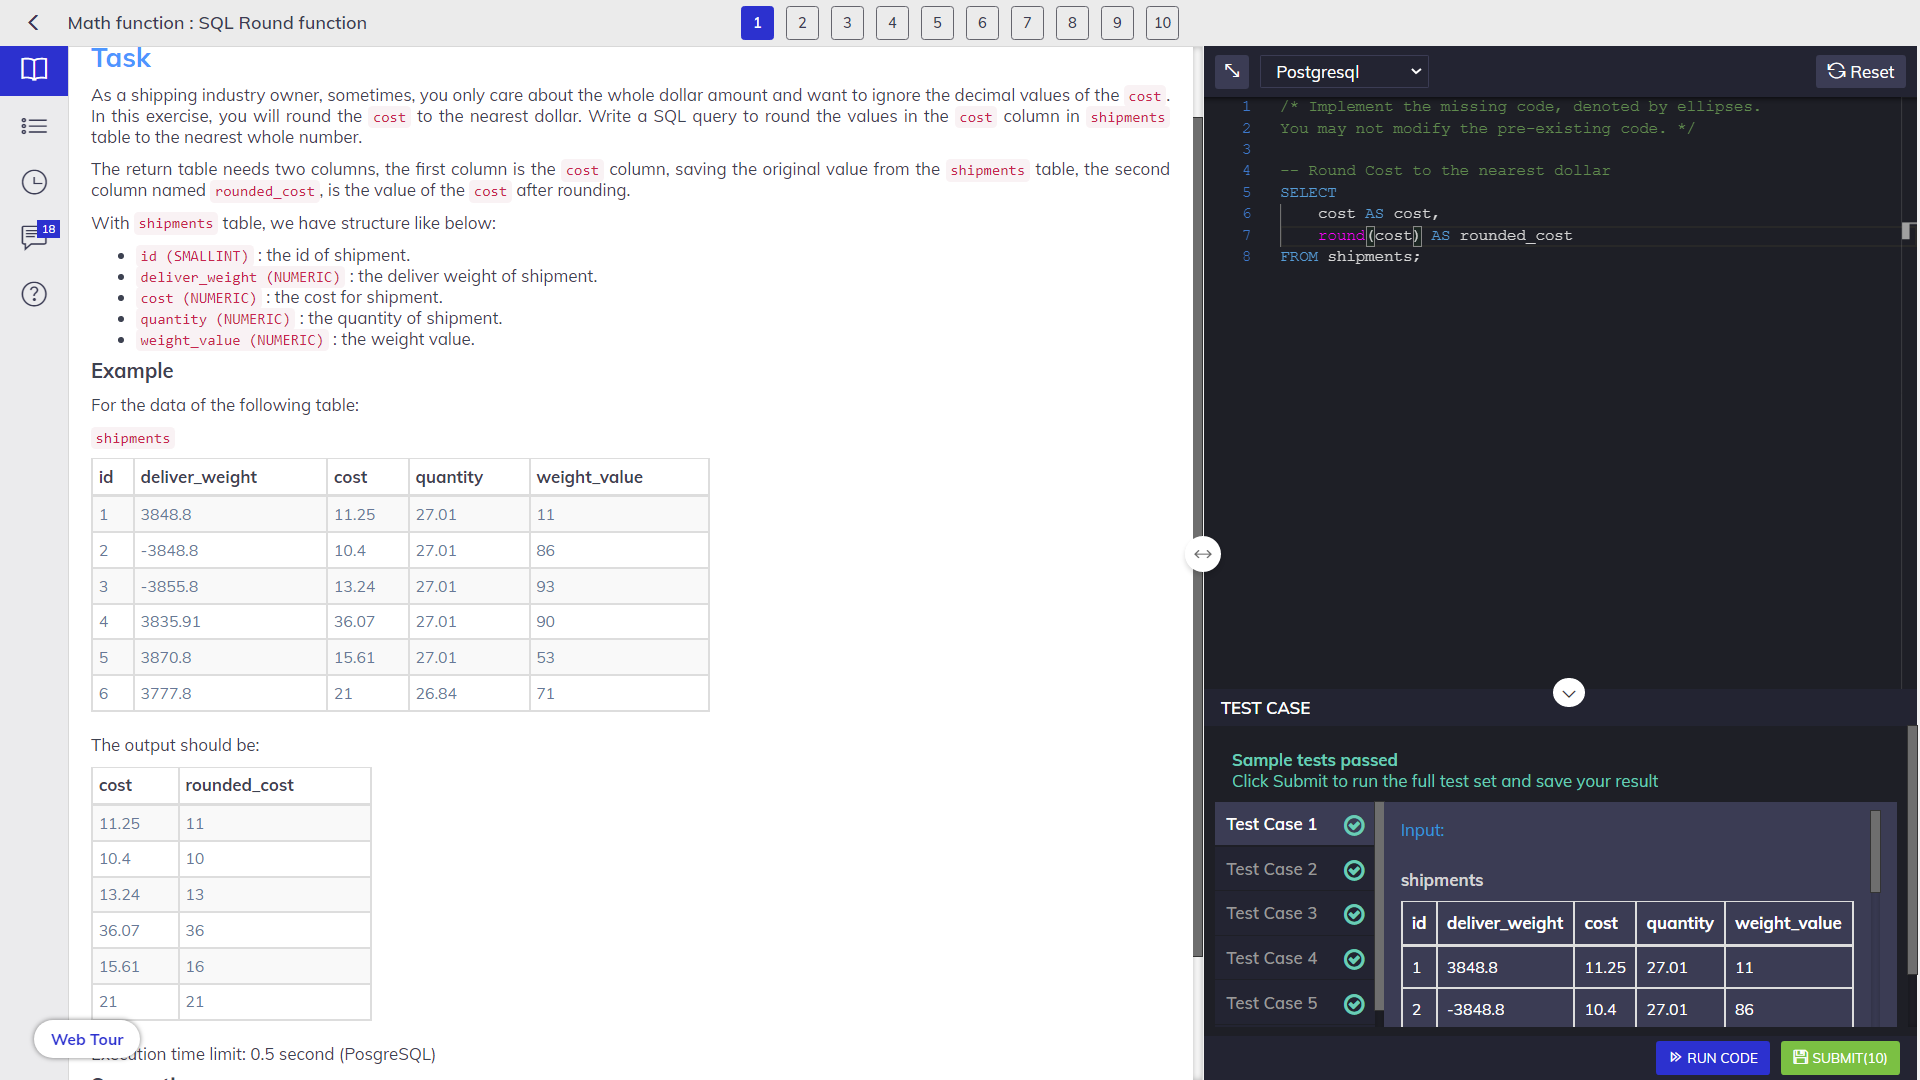 Math function : SQL Round function
1 2 3 4 5 6 7 8 9 10
Task
As a shipping industry owner, sometimes, you only care about the whole dollar amount and want to ignore the decimal values of the cost .
In this exercise, you will round the cost to the nearest dollar. Write a SQL query to round the values in the cost column in shipments
table to the nearest whole number.
The return table needs two columns, the first column is the cost column, saving the original value from the shipments table, the second
column named rounded_cost , is the value of the cost after rounding.
With shipments table, we have structure like below:
18
id (SMALLINT) : the id of shipment.
deliver_weight (NUMERIC) : the deliver weight of shipment.
cost (NUMERIC) : the cost for shipment.
quantity (NUMERIC) : the quantity of shipment.
weight_value (NUMERIC) : the weight value.
Example
For the data of the following table:
shipments
id deliver_weight cost quantity weight_value
1 3848.8 11.25 27.01 11
2 -3848.8 10.4 27.01 86
3 -3855.8 13.24 27.01 93
4 3835.91 36.07 27.01 90
5 3870.8 15.61 27.01 53
6 3777.8 21 26.84 71
The output should be:
cost rounded_cost
11.25 11
10.4 10
13.24 13
36.07 36
15.61 16
21 21
Web Tour
Execution time limit: 0.5 second (PosgreSQL)
Postgresql
Reset
1 /* Implement the missing code, denoted by ellipses.
2 You may not modify the pre-existing code. */
3
4 -- Round Cost to the nearest dollar
5 SELECT
6 cost AS cost,
7 round(cost) AS rounded_cost
8 FROM shipments;
TEST CASE
Sample tests passed
Click Submit to run the full test set and save your result
Test Case 1
Test Case 2
Test Case 3
Test Case 4
Test Case 5
Input:
shipments
id deliver_weight cost quantity weight_value
1 3848.8 11.25 27.01 11
2 -3848.8 10.4 27.01 86
RUN CODE
SUBMIT(10)